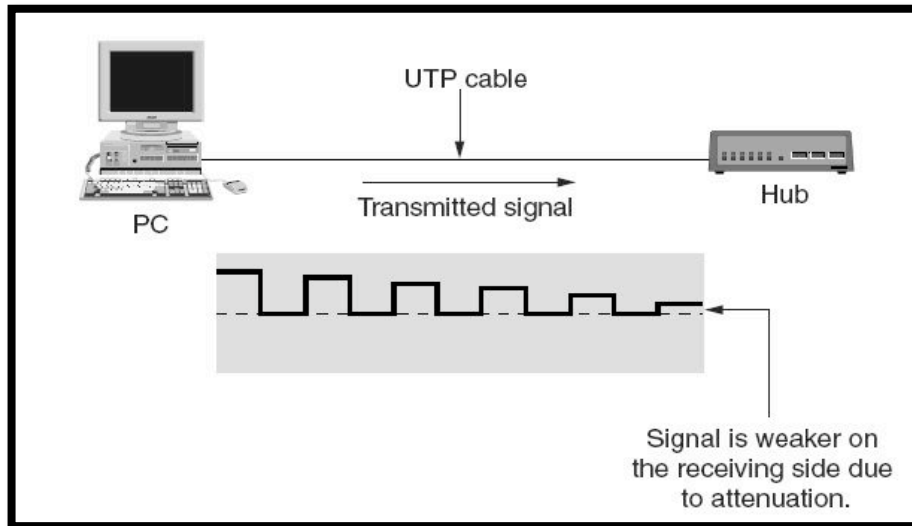 UTP cable
Transmitted signal
PC
Hub
Signal is weaker on
the receiving side due
to attenuation.